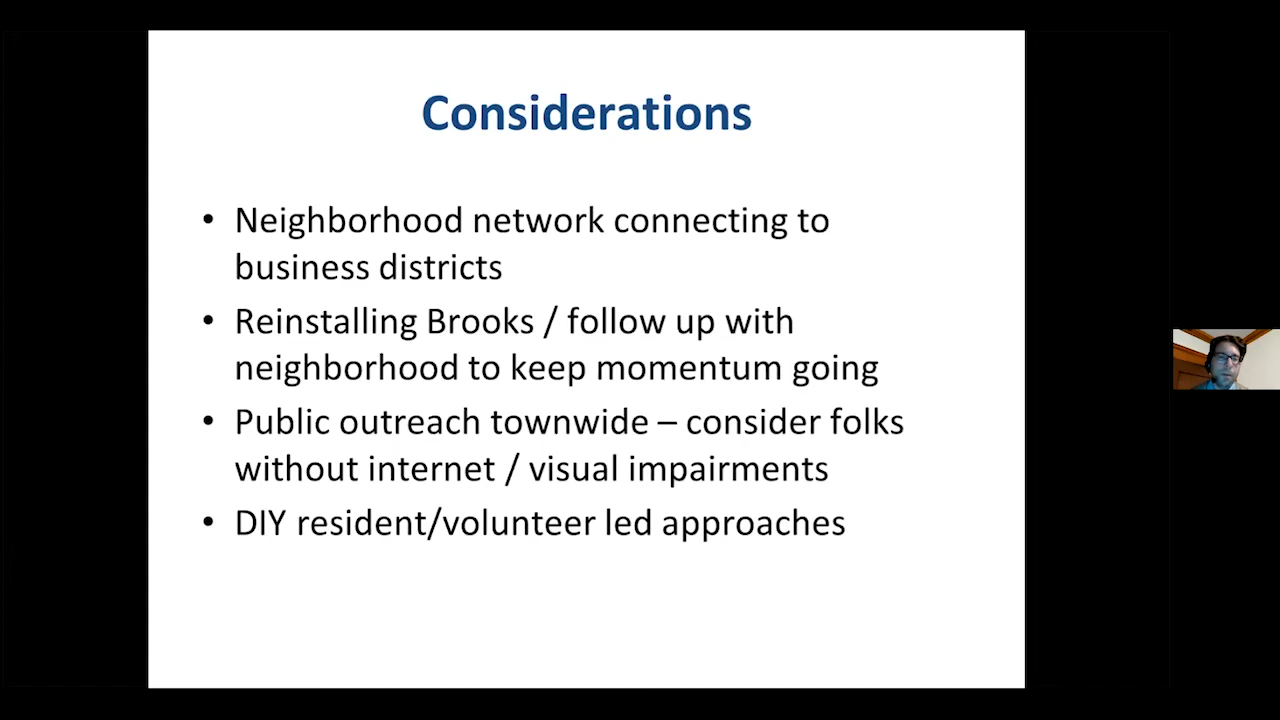 Considerations
• Neighborhood network connecting to
business districts
• Reinstalling Brooks / follow up with
neighborhood to keep momentum going
• Public outreach townwide – consider folks
without internet / visual impairments
• DIY resident/volunteer led approaches